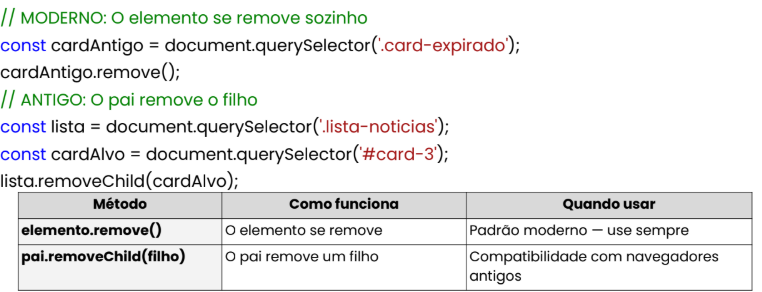 // MODERNO: O elemento se remove sozinho
const cardAntigo = document.querySelector('.card-expirado');
cardAntigo.remove();
// ANTIGO: O pai remove o filho
const lista = document.querySelector('.lista-noticias');
const cardAlvo = document.querySelector('#card-3');
lista.removeChild(cardAlvo);
Método Como funciona Quando usar
elemento.remove() O elemento se remove Padrão moderno — use sempre
pai.removeChild(filho) O pai remove um filho Compatibilidade com navegadores
antigos